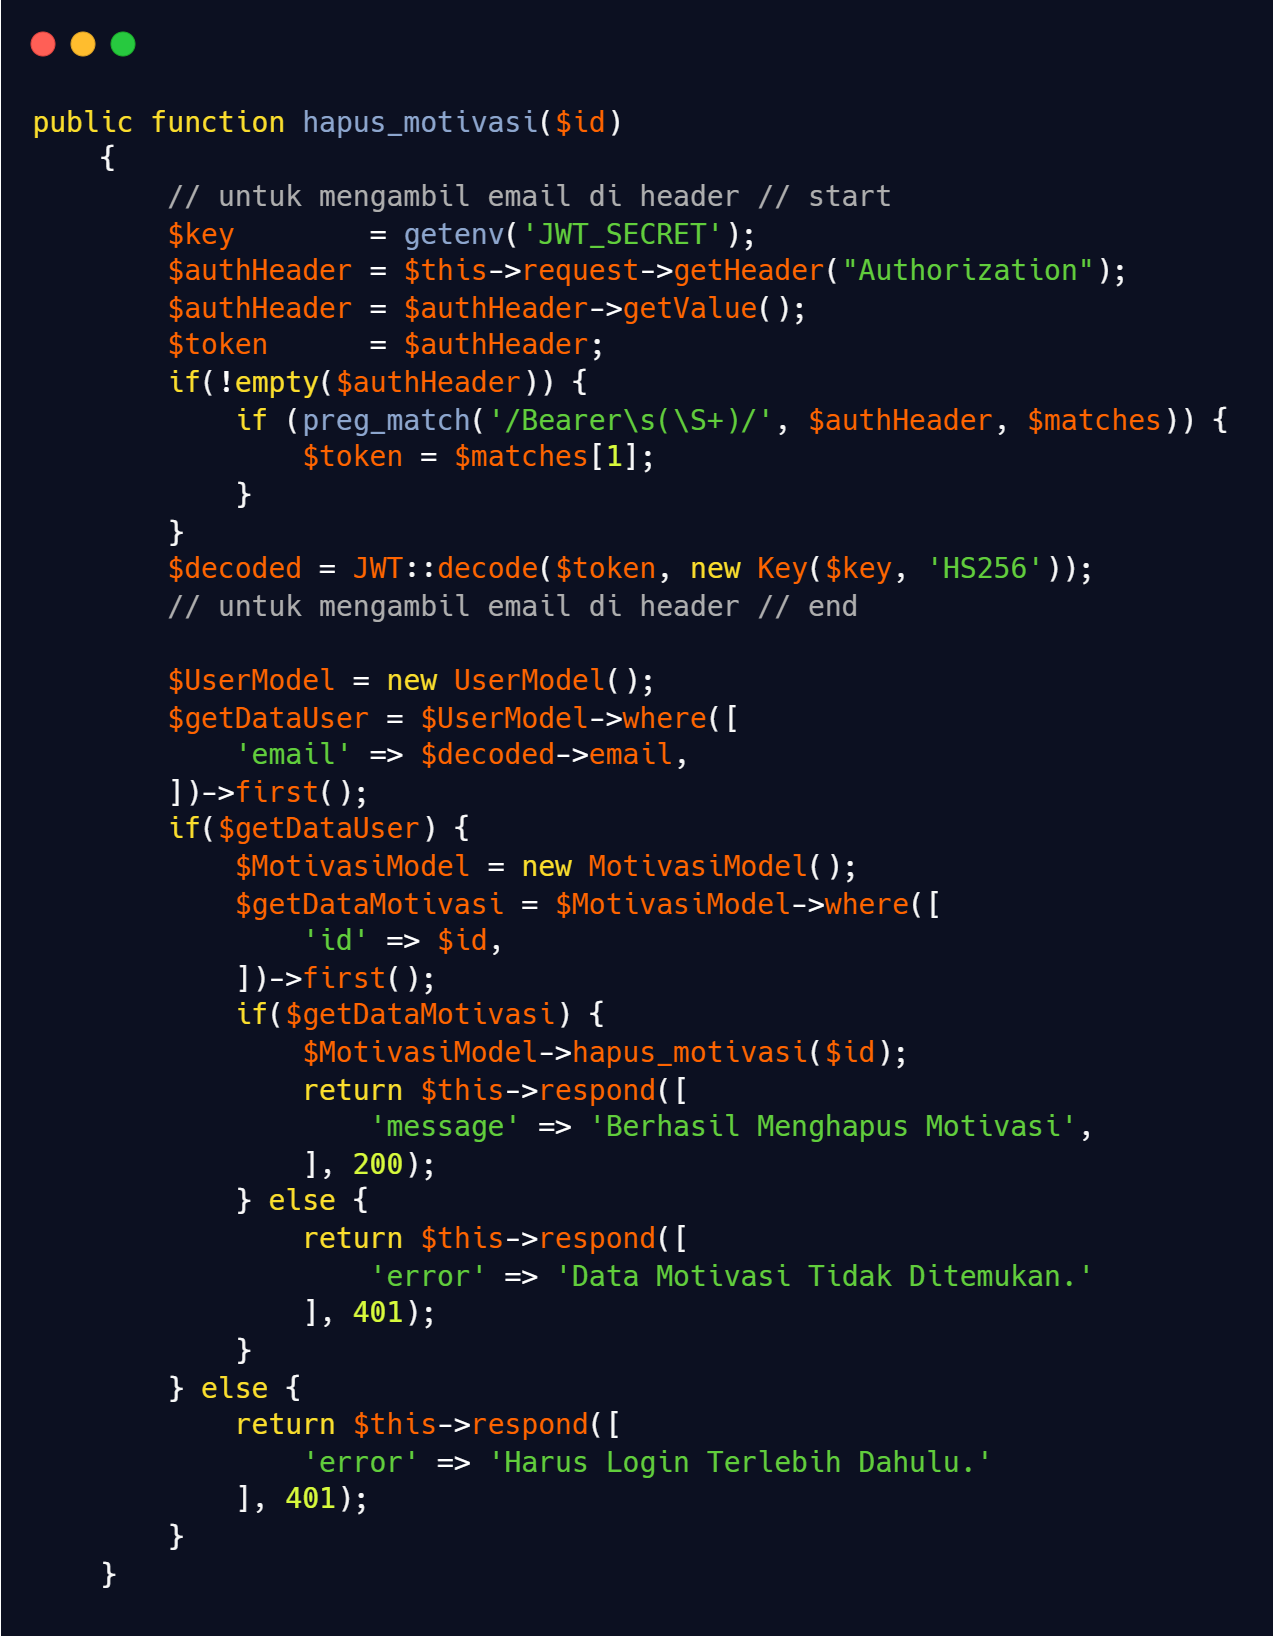 public function hapus_motivasi($id)
    {
        // untuk mengambil email di header // start
        $key        = getenv('JWT_SECRET');
        $authHeader = $this->request->getHeader("Authorization");
        $authHeader = $authHeader->getValue();
        $token      = $authHeader;
        if(!empty($authHeader)) {
            if (preg_match('/Bearer\s(\S+)/', $authHeader, $matches)) {
                $token = $matches[1];
            }
        }
        $decoded = JWT::decode($token, new Key($key, 'HS256'));
        // untuk mengambil email di header // end

        $UserModel = new UserModel();
        $getDataUser = $UserModel->where([
            'email' => $decoded->email,
        ])->first();
        if($getDataUser) {
            $MotivasiModel = new MotivasiModel();
            $getDataMotivasi = $MotivasiModel->where([
                'id' => $id,
            ])->first();
            if($getDataMotivasi) {
                $MotivasiModel->hapus_motivasi($id);
                return $this->respond([
                    'message' => 'Berhasil Menghapus Motivasi',
                ], 200);
            } else {
                return $this->respond([
                    'error' => 'Data Motivasi Tidak Ditemukan.'
                ], 401);
            }
        } else {
            return $this->respond([
                'error' => 'Harus Login Terlebih Dahulu.'
            ], 401);
        }
    }